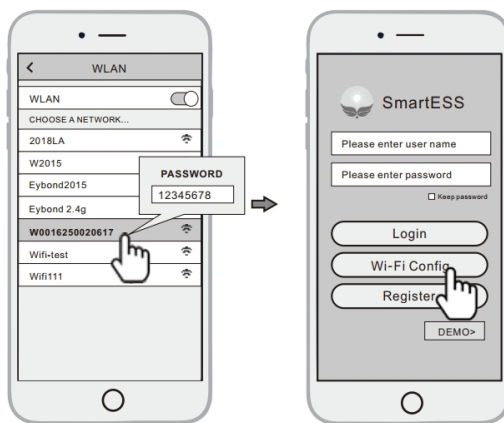 WLAN
WLAN
CHOOSE A NETWORK...
2018LA
W2015
Eybond2015
Eybond 2.4g
W0016250020617
Wifi-test
Wifi111
PASSWORD
12345678
SmartESS
Please enter user name
Please enter password
Keep password
Login
Wi-Fi Config
Register
DEMO>